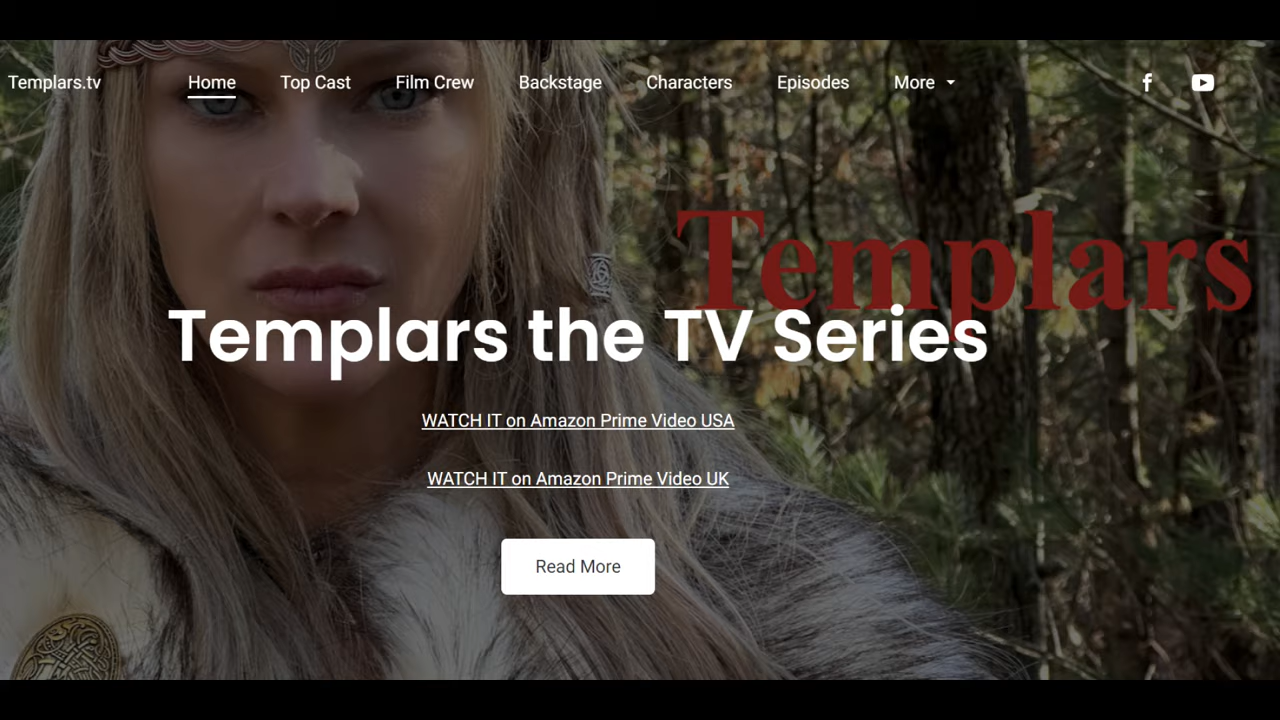 Templars.tv Home Top Cast Film Crew Backstage Characters Episodes More
Templars
Templars the TV Series
WATCH IT on Amazon Prime Video USA
WATCH IT on Amazon Prime Video UK
Read More